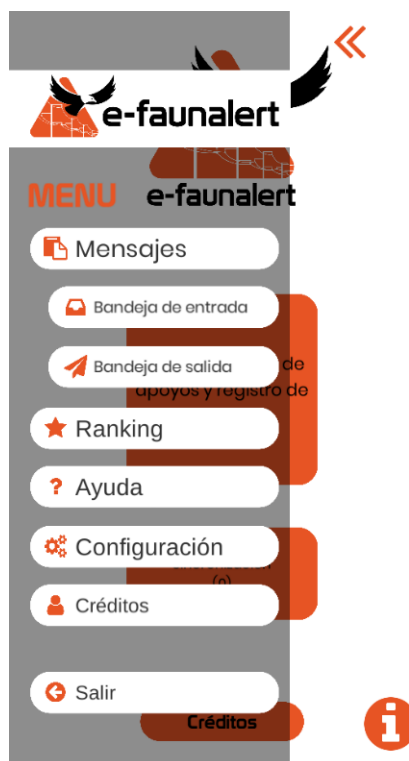 e-faunalert
MENU
e-faunalert
Mensajes
Bandeja de entrada
Bandeja de salida
de
apoyos y registro de
Ranking
? Ayuda
Configuración
(0)
Créditos
Salir
Créditos